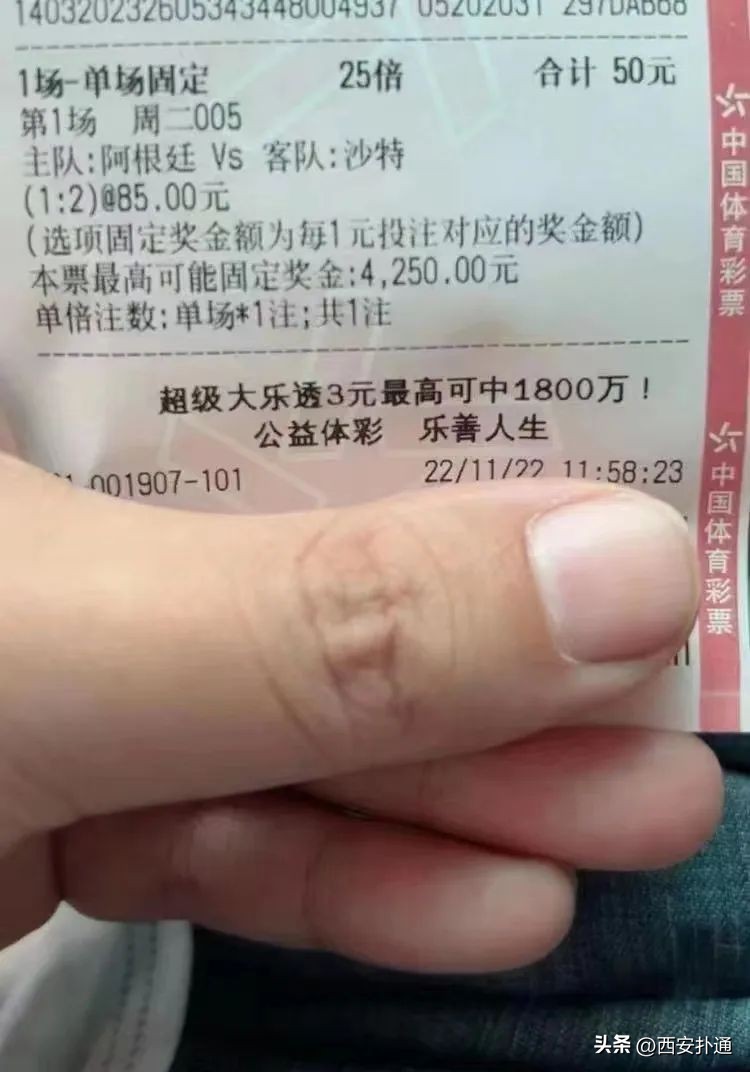 1403202326053434480049​37 05202031 297DAB68
1场-单场固定 25倍 合计 50元
第1场 周二005
主队:阿根廷 Vs 客队:沙特
(1:2)@85.00元
(选项固定奖金额为每1元投注对应的奖金额)
本票最高可能固定奖金:4,250.00元
单倍注数:单场*1注;共1注
超级大乐透3元最高可中1800万!
公益体彩 乐善人生
001907-101 22/11/22 11:58:23
中国体育彩票
中国体育彩票
头条 @西安扑通